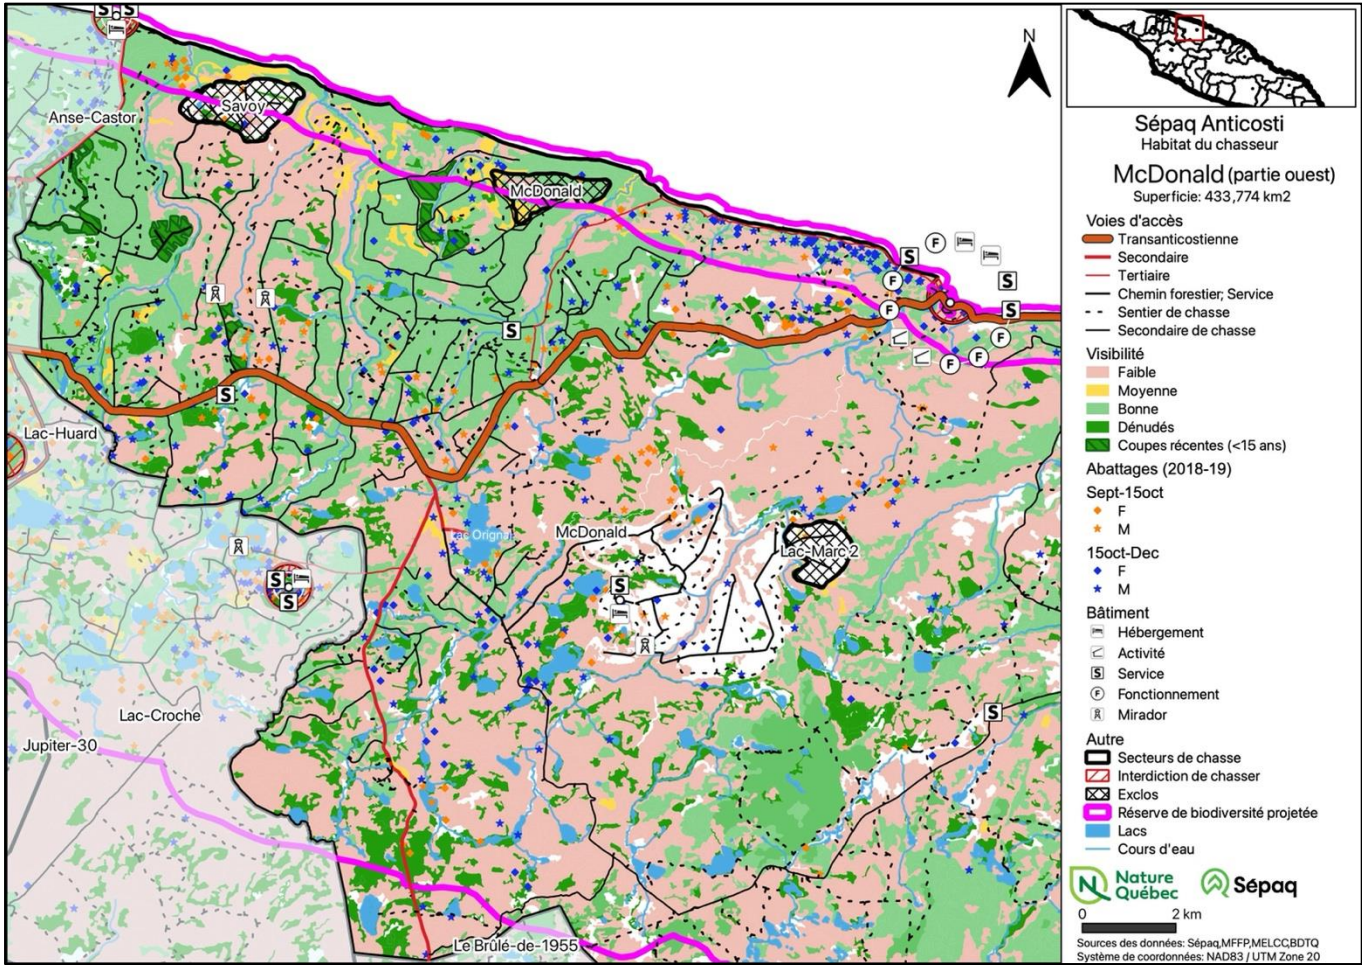 S
S
Anse-Castor
Savoy
McDonald
N
F
S
S
F
F
S
F
F
F
S
S
Lac-Huard
McDonald
Lac Orignal
Lac-Marc 2
S
S
S
Lac-Croche
Jupiter-30
S
Le Brûlé-de-1955
Sépaq Anticosti
Habitat du chasseur
McDonald (partie ouest)
Superficie: 433,774 km2
Voies d'accès
Transanticostienne
Secondaire
Tertiaire
Chemin forestier; Service
Sentier de chasse
Secondaire de chasse
Visibilité
Faible
Moyenne
Bonne
Dénudés
Coupes récentes (<15 ans)
Abattages (2018-19)
Sept-15oct
F
M
15oct-Dec
F
M
Bâtiment
Hébergement
Activité
S Service
F Fonctionnement
Mirador
Autre
Secteurs de chasse
Interdiction de chasser
Exclos
Réserve de biodiversité projetée
Lacs
Cours d'eau
Nature
Québec
Sépaq
0 2 km
Sources des données: Sépaq,MFFP,MELCC,BDTQ
Système de coordonnées: NAD83 / UTM Zone 20